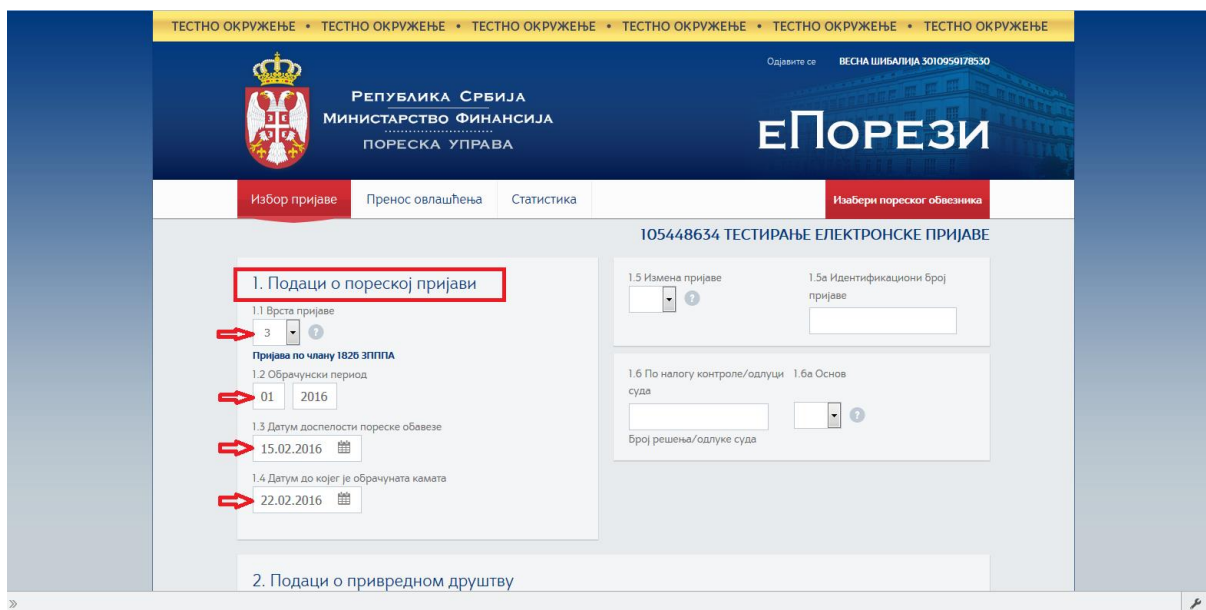 ТЕСТНО ОКРУЖЕЊЕ • ТЕСТНО ОКРУЖЕЊЕ • ТЕСТНО ОКРУЖЕЊЕ • ТЕСТНО ОКРУЖЕЊЕ • ТЕСТНО ОКРУЖЕЊЕ • ТЕСТНО ОКРУЖЕЊЕ
Одјавите се ВЕСНА ШИБАЛИЈА 3010959178530
РЕПУБЛИКА СРБИЈА
МИНИСТАРСТВО ФИНАНСИЈА
ПОРЕСКА УПРАВА
ЕПОРЕЗИ
Избор пријаве Пренос овлашћења Статистика Изабери пореског обвезника
105448634 ТЕСТИРАЊЕ ЕЛЕКТРОНСКЕ ПРИЈАВЕ
1. Подаци о пореској пријави
1.1 Врста пријаве
3
Пријава по члану 182б ЗПППА
1.2 Обрачунски период
01 2016
1.3 Датум доспелости пореске обавезе
15.02.2016
1.4 Датум до којег је обрачуната камата
22.02.2016
1.5 Измена пријаве
1.5а Идентификациони број
пријаве
1.6 По налогу контроле/одлуци
суда
1.6а Основ
Број решења/одлуке суда
2. Подаци о привредном друштву